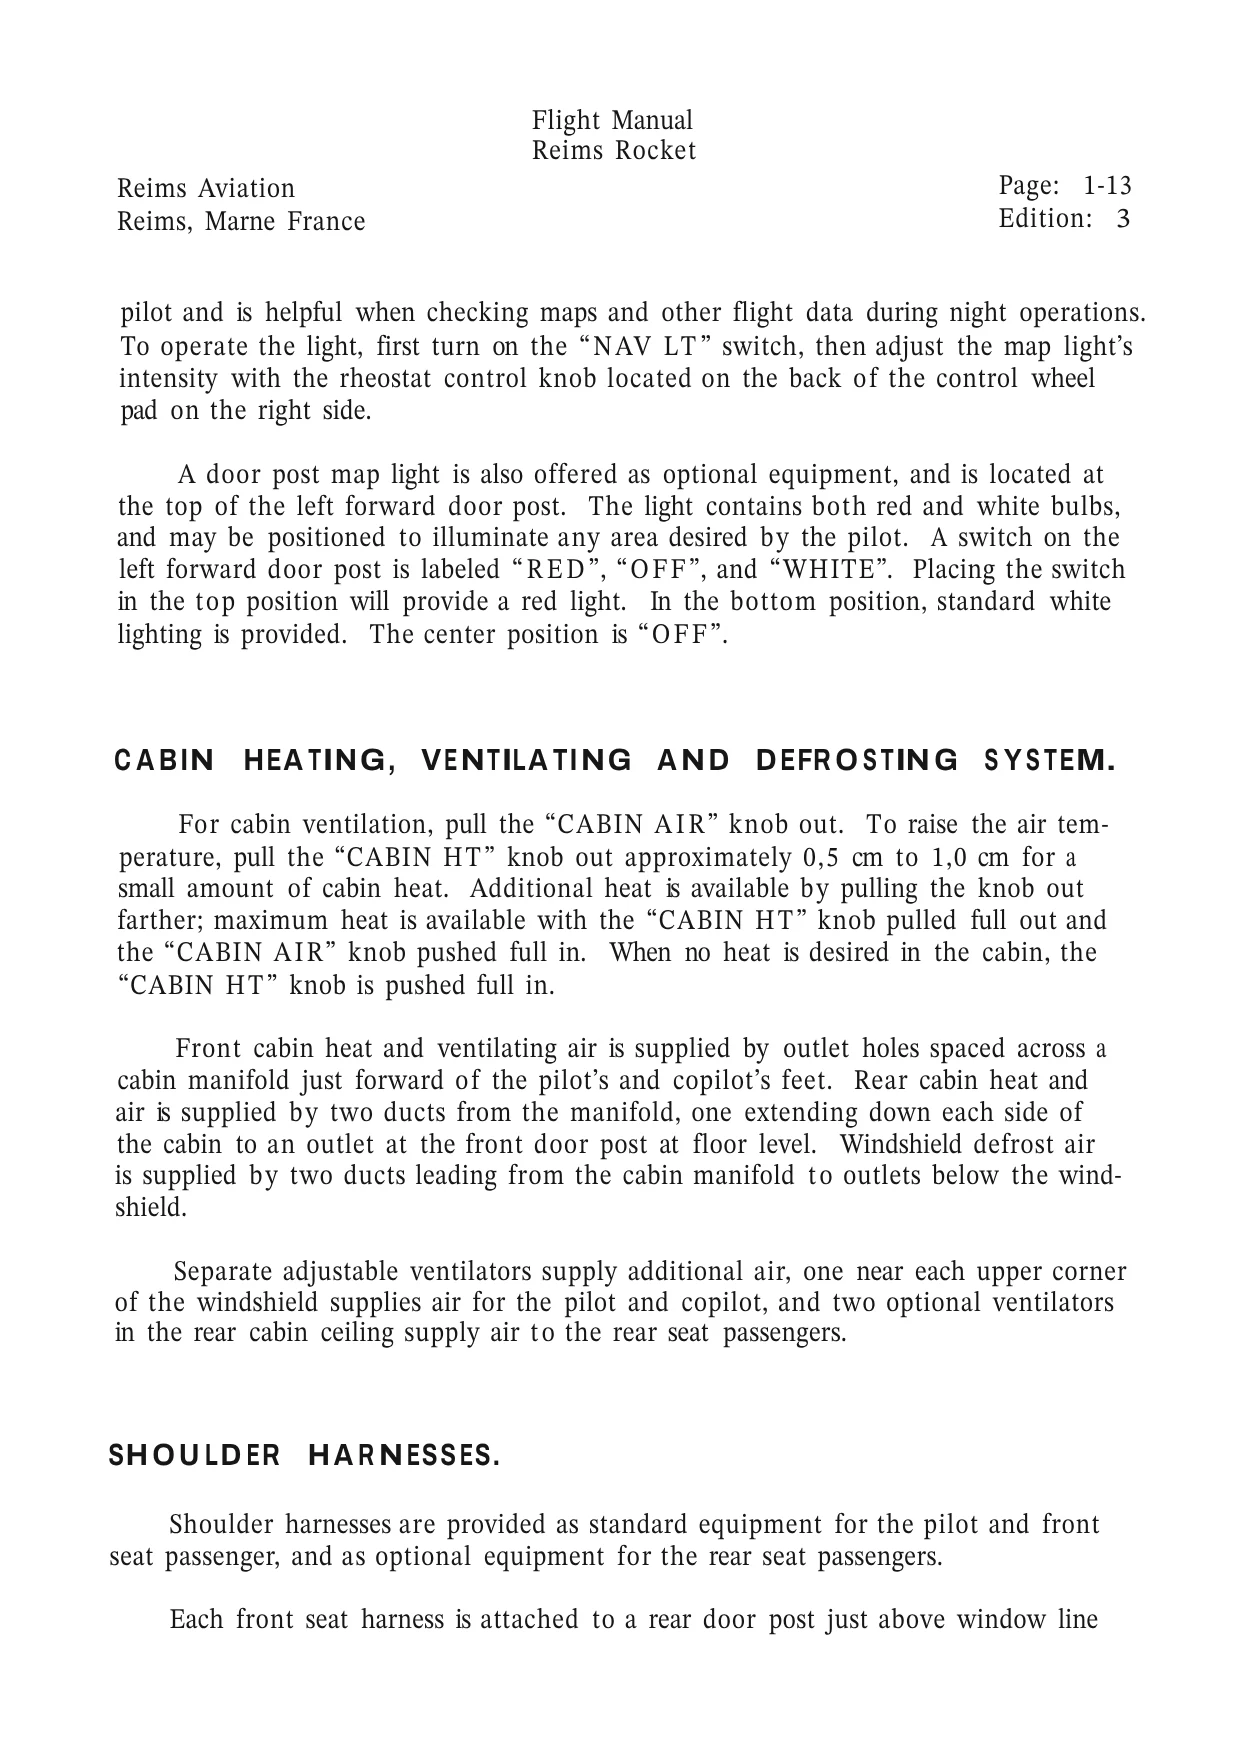 Flight Manual
Reims Rocket
Reims Aviation
Reims, Marne France
Page: 1-13
Edition: 3
pilot and is helpful when checking maps and other flight data during night operations.
To operate the light, first turn on the “NAV LT” switch, then adjust the map light’s
intensity with the rheostat control knob located on the back of the control wheel
pad on the right side.
A door post map light is also offered as optional equipment, and is located at
the top of the left forward door post. The light contains both red and white bulbs,
and may be positioned to illuminate any area desired by the pilot. A switch on the
left forward door post is labeled “RED”, “OFF”, and “WHITE”. Placing the switch
in the top position will provide a red light. In the bottom position, standard white
lighting is provided. The center position is “OFF”.
CABIN HEATING, VENTILATING AND DEFROSTING SYSTEM.
For cabin ventilation, pull the “CABIN AIR” knob out. To raise the air tem-
perature, pull the “CABIN HT” knob out approximately 0,5 cm to 1,0 cm for a
small amount of cabin heat. Additional heat is available by pulling the knob out
farther; maximum heat is available with the “CABIN HT” knob pulled full out and
the “CABIN AIR” knob pushed full in. When no heat is desired in the cabin, the
“CABIN HT” knob is pushed full in.
Front cabin heat and ventilating air is supplied by outlet holes spaced across a
cabin manifold just forward of the pilot’s and copilot’s feet. Rear cabin heat and
air is supplied by two ducts from the manifold, one extending down each side of
the cabin to an outlet at the front door post at floor level. Windshield defrost air
is supplied by two ducts leading from the cabin manifold to outlets below the wind-
shield.
Separate adjustable ventilators supply additional air, one near each upper corner
of the windshield supplies air for the pilot and copilot, and two optional ventilators
in the rear cabin ceiling supply air to the rear seat passengers.
SHOULDER HARNESSES.
Shoulder harnesses are provided as standard equipment for the pilot and front
seat passenger, and as optional equipment for the rear seat passengers.
Each front seat harness is attached to a rear door post just above window line